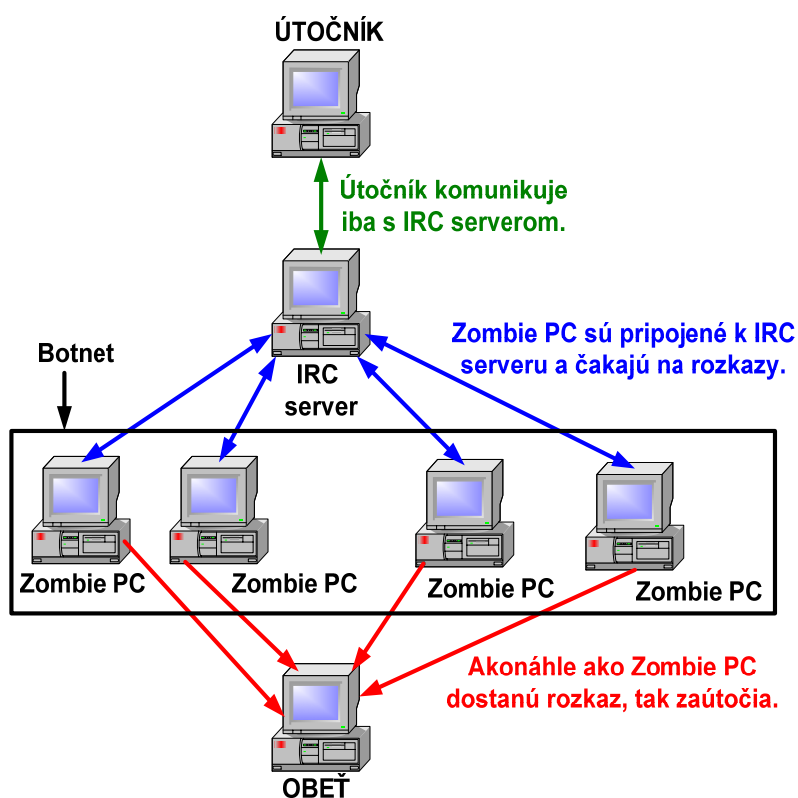 ÚTOČNÍK
Útočník komunikuje
iba s IRC serverom.
Zombie PC sú pripojené k IRC
serveru a čakajú na rozkazy.
Botnet
IRC
server
Zombie PC
Zombie PC
Zombie PC
Zombie PC
Akonáhle ako Zombie PC
dostanú rozkaz, tak zaútočia.
OBEŤ